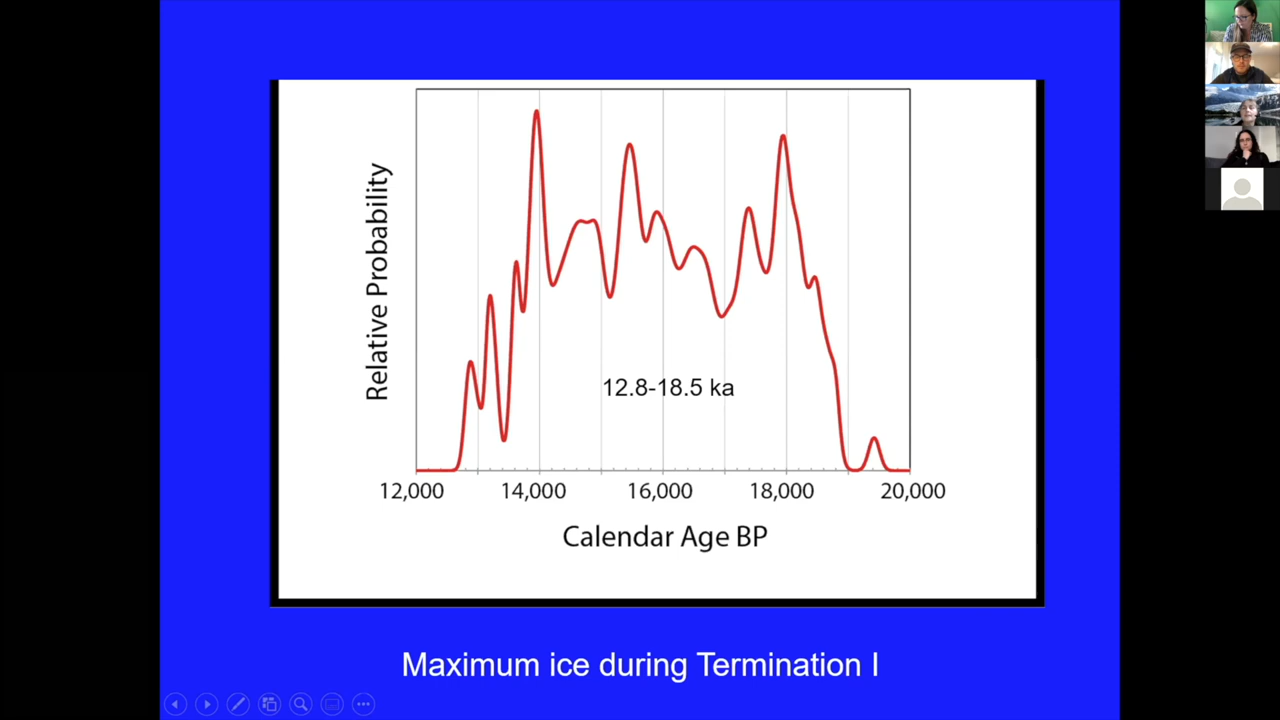 Relative Probability
12.8-18.5 ka
12,000 14,000 16,000 18,000 20,000
Calendar Age BP
Maximum ice during Termination I